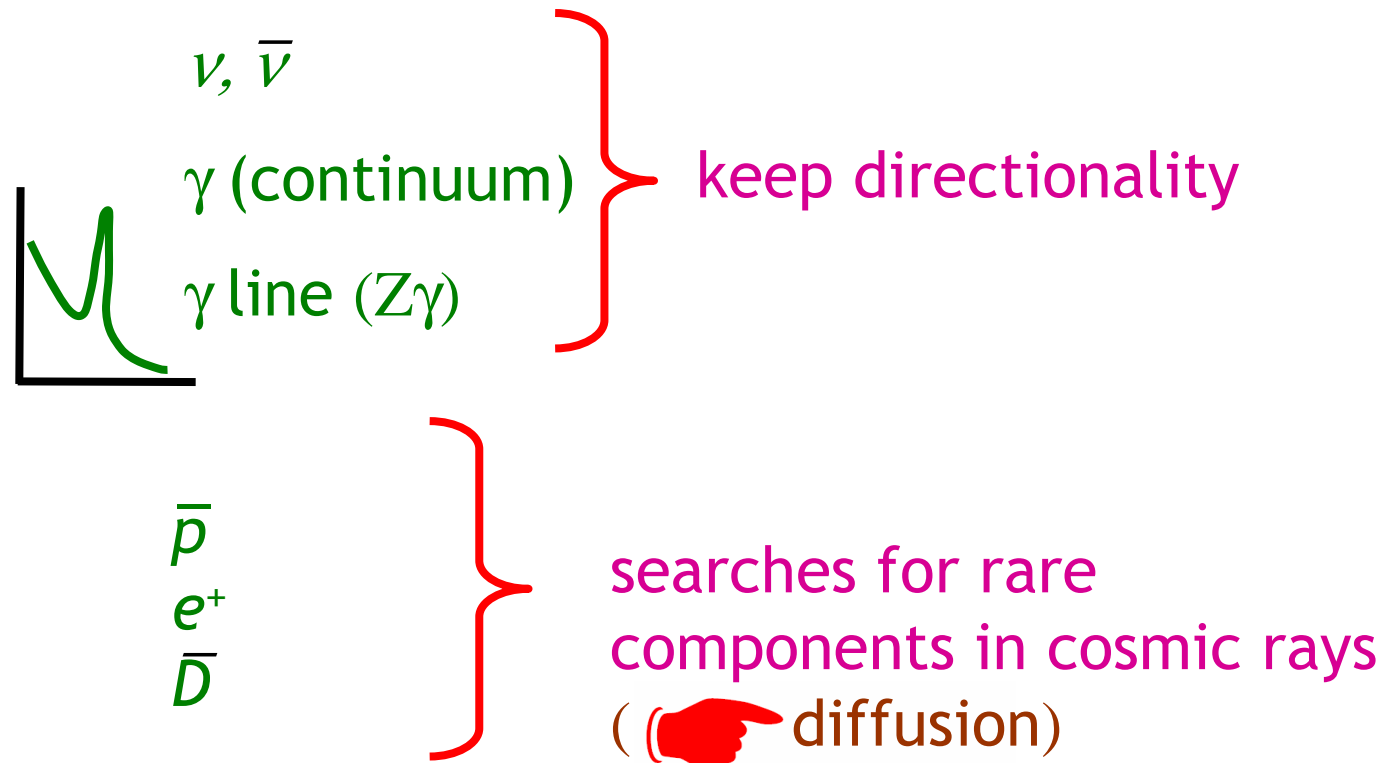 ν, ν̅
γ (continuum)
keep directionality
γ line (Zγ)
p̅
e⁺
D̅
searches for rare
components in cosmic rays
( diffusion)